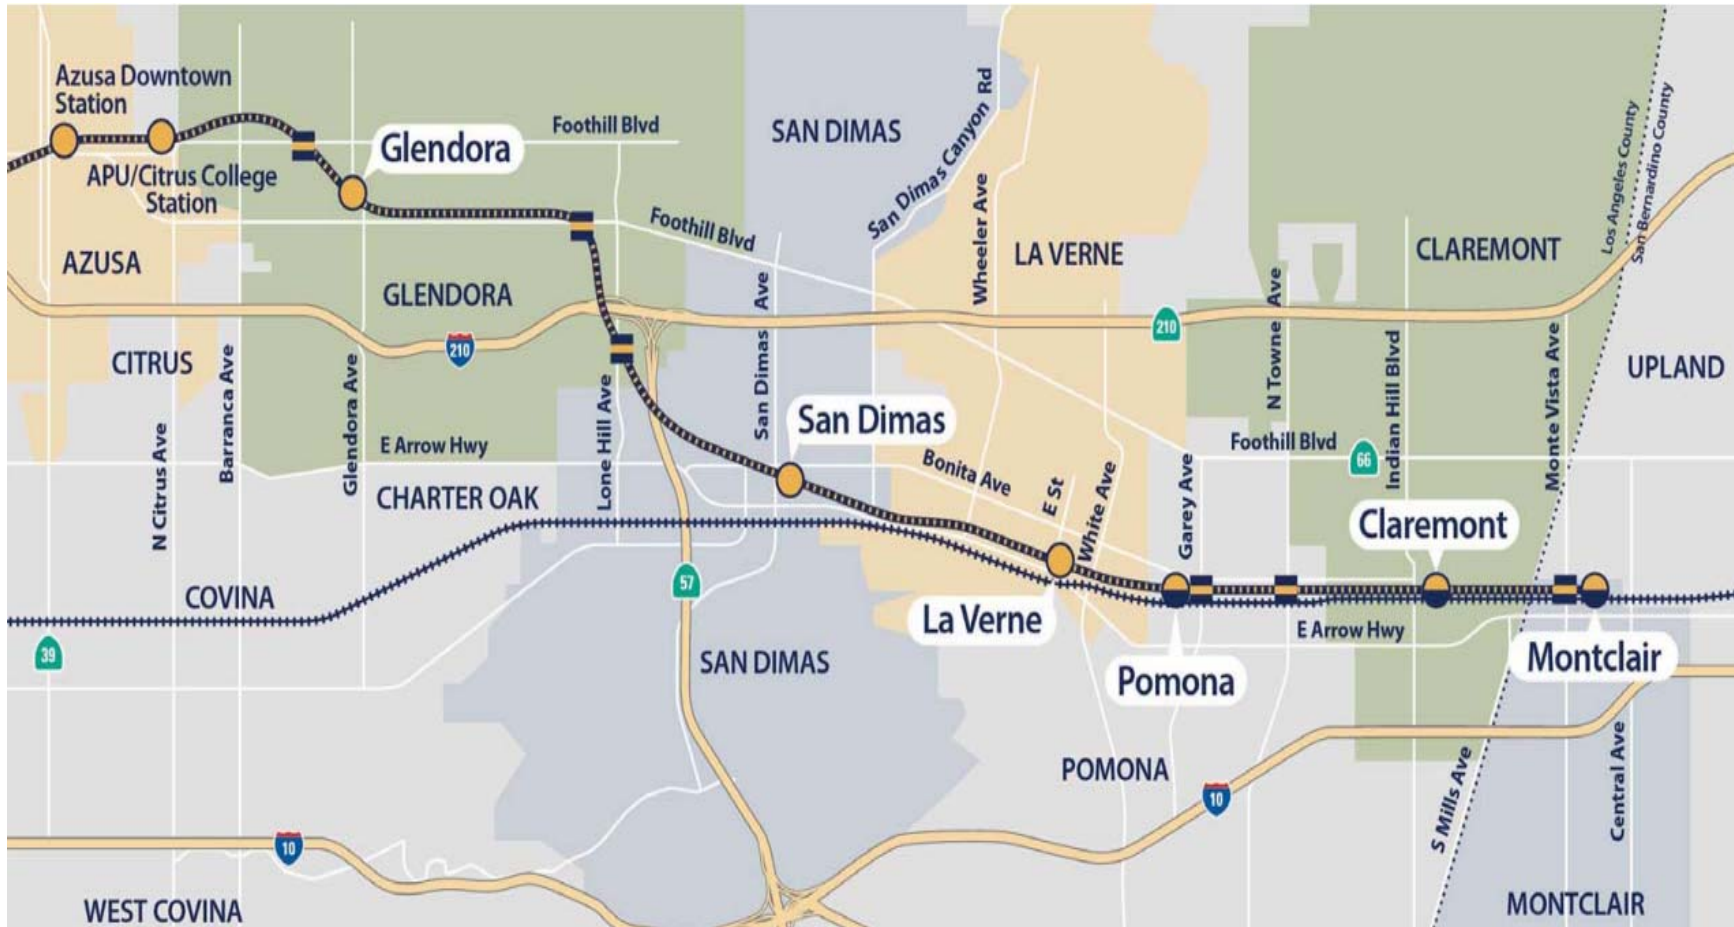 Azusa Downtown
Station
APU/Citrus College
Station
Glendora
Foothill Blvd
SAN DIMAS
San Dimas Canyon Rd
Wheeler Ave
LA VERNE
CLAREMONT
Los Angeles County
San Bernardino County
AZUSA
GLENDORA
Foothill Blvd
San Dimas Ave
210
210
N Towne Ave
Indian Hill Blvd
Monte Vista Ave
UPLAND
CITRUS
Barranca Ave
Glendora Ave
Lone Hill Ave
San Dimas
E Arrow Hwy
Foothill Blvd
66
Bonita Ave
N Citrus Ave
CHARTER OAK
E St
White Ave
Garey Ave
Claremont
COVINA
57
La Verne
E Arrow Hwy
39
SAN DIMAS
Pomona
Montclair
POMONA
10
10
S Mills Ave
Central Ave
WEST COVINA
MONTCLAIR